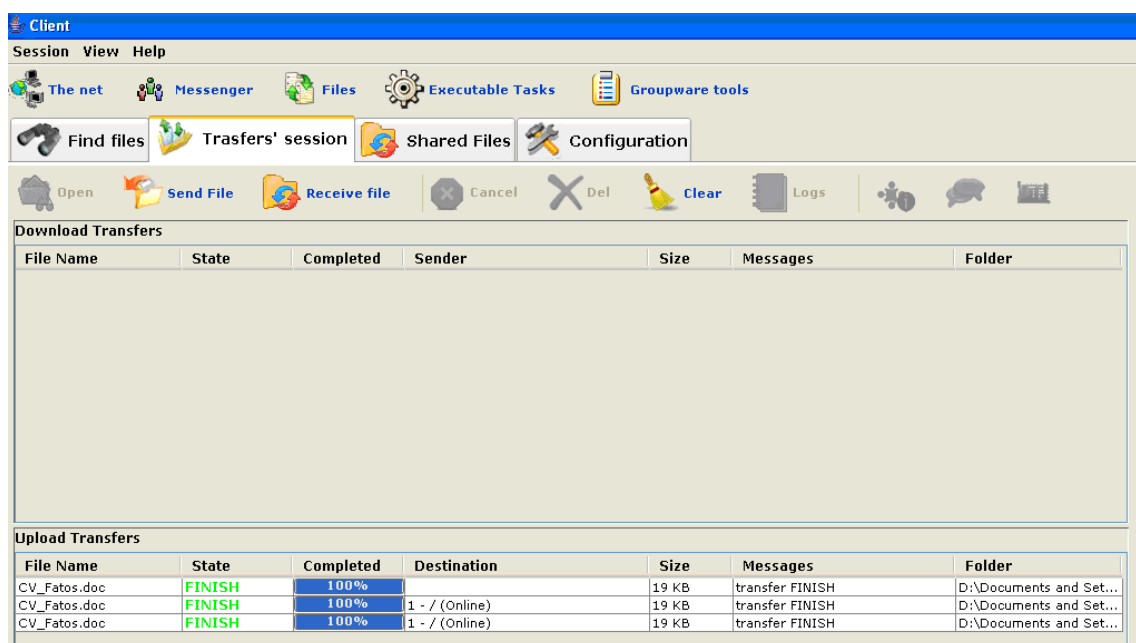 Client
Session View Help
The net Messenger Files Executable Tasks Groupware tools
Find files Trasfers' session Shared Files Configuration
Open Send File Receive file Cancel Del Clear Logs
Download Transfers
File Name State Completed Sender Size Messages Folder
Upload Transfers
File Name State Completed Destination Size Messages Folder
CV_Fatos.doc FINISH 100% 19 KB transfer FINISH D:\Documents and Set...
CV_Fatos.doc FINISH 100% 1 - / (Online) 19 KB transfer FINISH D:\Documents and Set...
CV_Fatos.doc FINISH 100% 1 - / (Online) 19 KB transfer FINISH D:\Documents and Set...